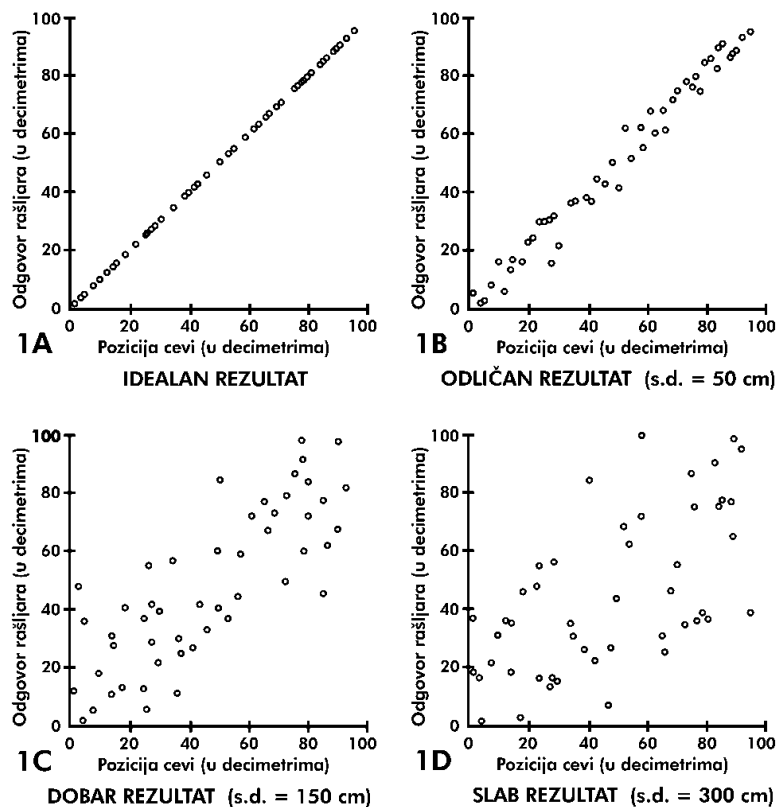 100
80
60
40
20
0
Odgovor rašljara (u decimetrima)
0 20 40 60 80 100
1A
Pozicija cevi (u decimetrima)
IDEALAN REZULTAT
100
80
60
40
20
0
Odgovor rašljara (u decimetrima)
0 20 40 60 80 100
1B
Pozicija cevi (u decimetrima)
ODLIČAN REZULTAT (s.d. = 50 cm)
100
80
60
40
20
0
Odgovor rašljara (u decimetrima)
0 20 40 60 80 100
1C
Pozicija cevi (u decimetrima)
DOBAR REZULTAT (s.d. = 150 cm)
100
80
60
40
20
0
Odgovor rašljara (u decimetrima)
0 20 40 60 80 100
1D
Pozicija cevi (u decimetrima)
SLAB REZULTAT (s.d. = 300 cm)